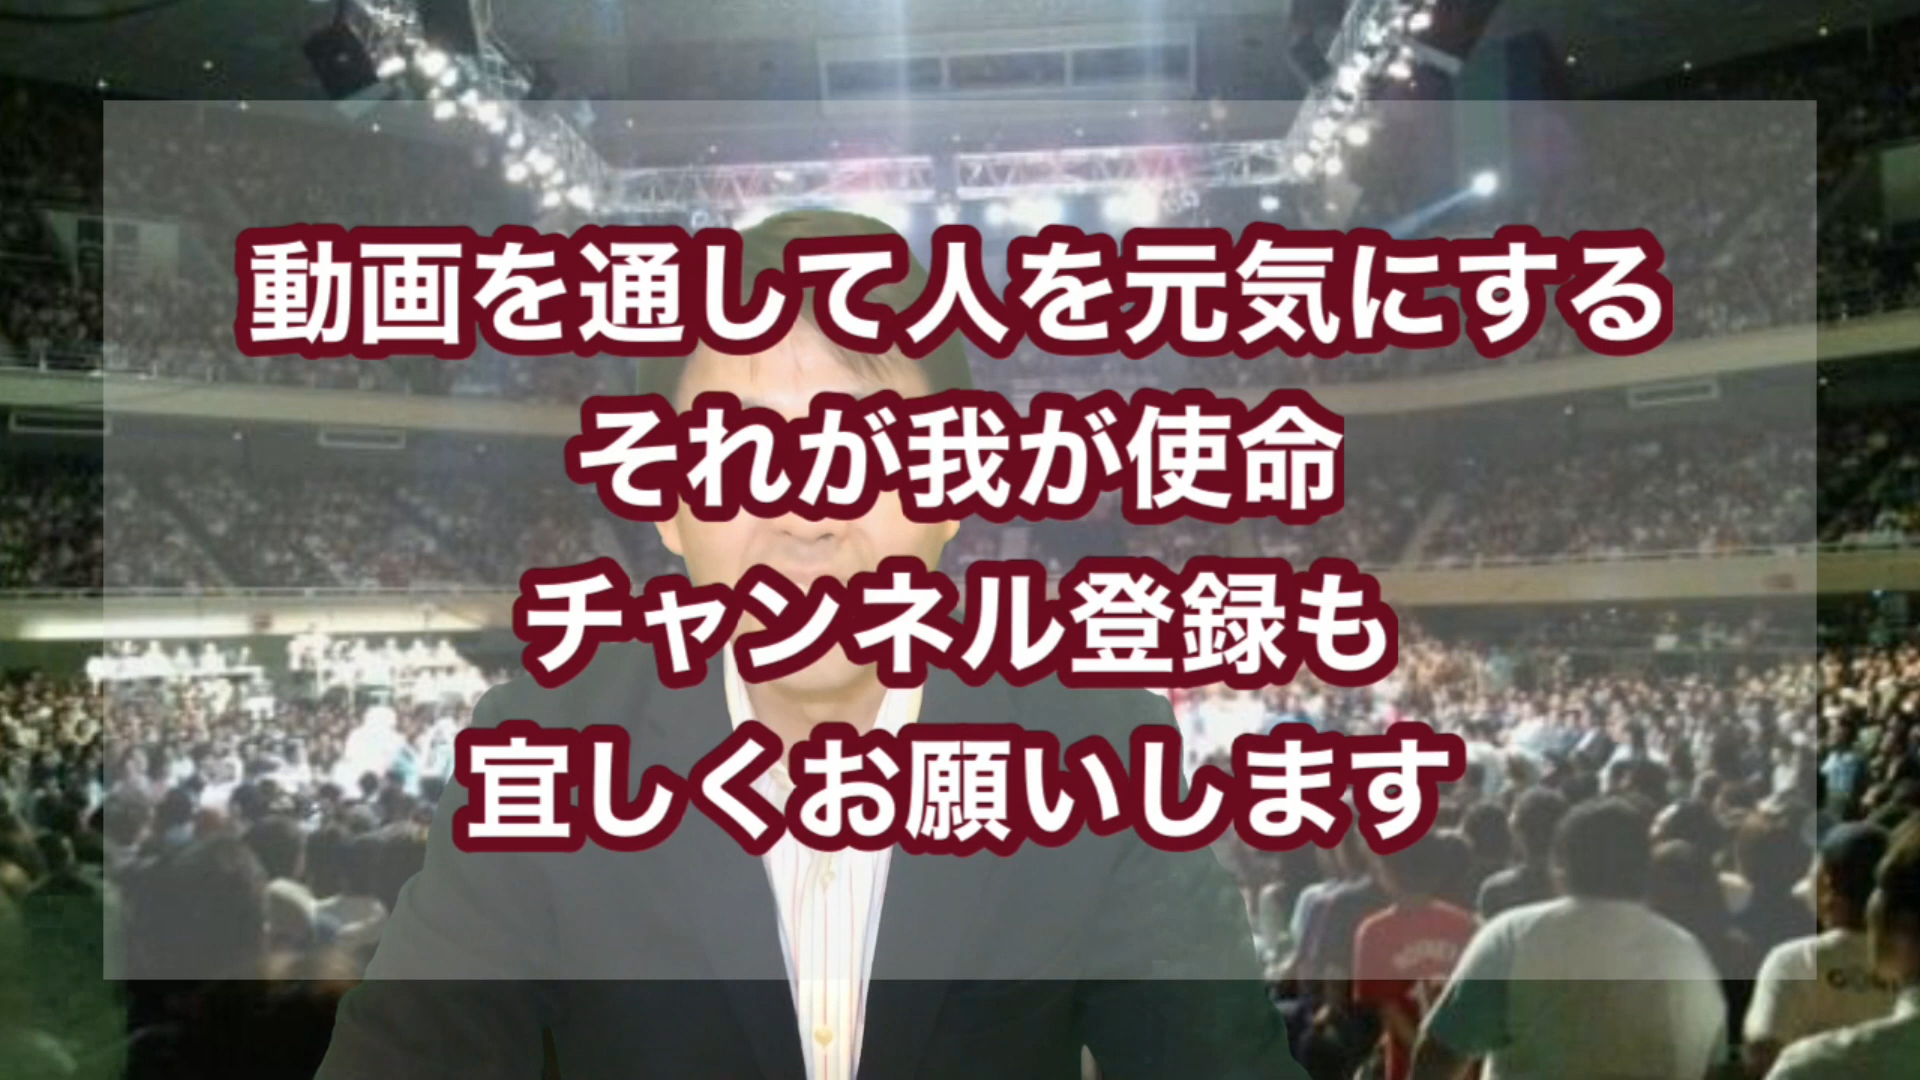 動画を通して人を元気にする
それが我が使命
チャンネル登録も
宜しくお願いします